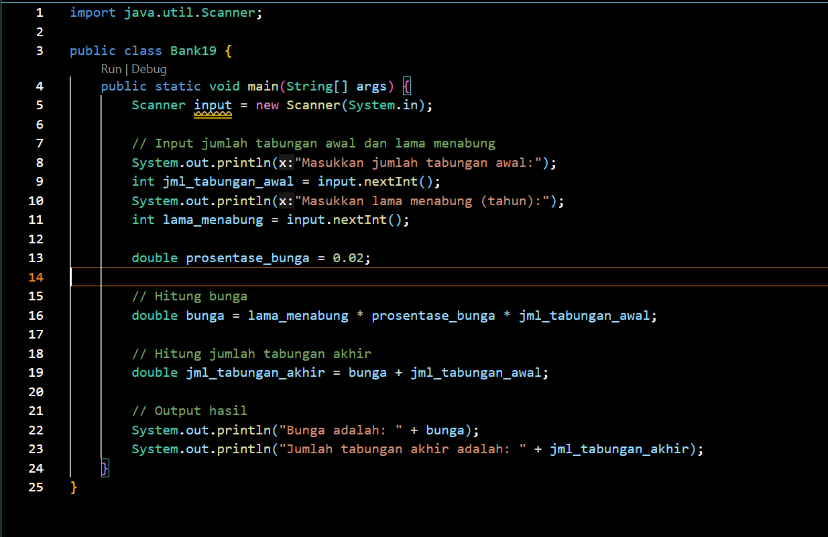 1 import java.util.Scanner;
2
3 public class Bank19 {
Run | Debug
4 public static void main(String[] args) {
5 Scanner input = new Scanner(System.in);
6
7 // Input jumlah tabungan awal dan lama menabung
8 System.out.println(x:"Masukkan jumlah tabungan awal:");
9 int jml_tabungan_awal = input.nextInt();
10 System.out.println(x:"Masukkan lama menabung (tahun):");
11 int lama_menabung = input.nextInt();
12
13 double prosentase_bunga = 0.02;
14
15 // Hitung bunga
16 double bunga = lama_menabung * prosentase_bunga * jml_tabungan_awal;
17
18 // Hitung jumlah tabungan akhir
19 double jml_tabungan_akhir = bunga + jml_tabungan_awal;
20
21 // Output hasil
22 System.out.println("Bunga adalah: " + bunga);
23 System.out.println("Jumlah tabungan akhir adalah: " + jml_tabungan_akhir);
24 }
25 }